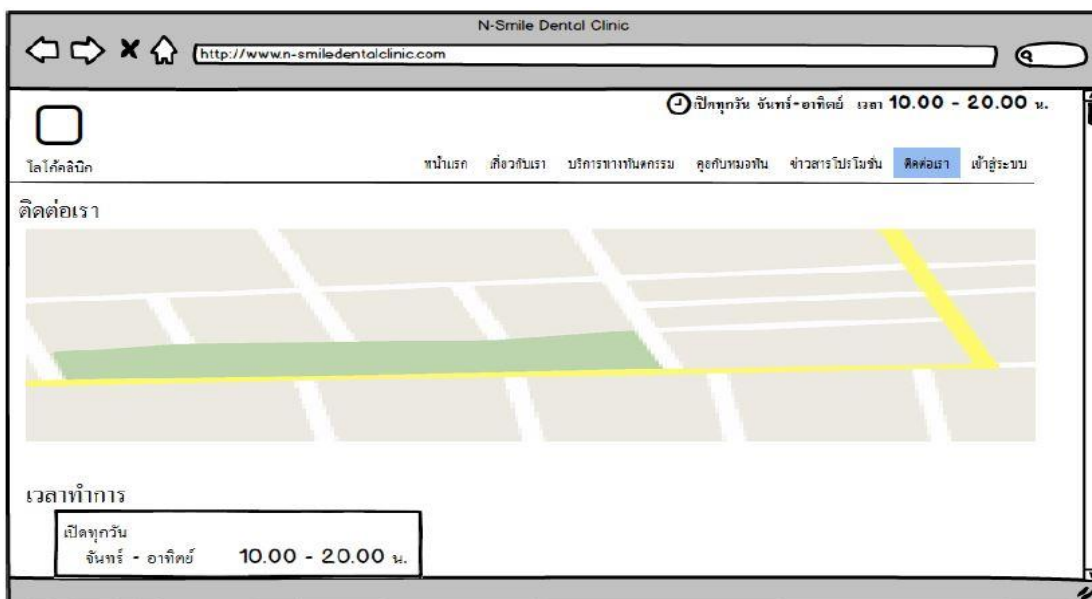 N-Smile Dental Clinic
http://www.n-smiledentalclinic.com
เปิดทุกวัน จันทร์-อาทิตย์ เวลา 10.00 - 20.00 น.
โลโก้คลินิก
หน้าแรก เกี่ยวกับเรา บริการทางทันตกรรม คุยกับหมอฟัน ข่าวสารโปรโมชั่น ติดต่อเรา เข้าสู่ระบบ
ติดต่อเรา
เวลาทำการ
เปิดทุกวัน
จันทร์ - อาทิตย์ 10.00 - 20.00 น.